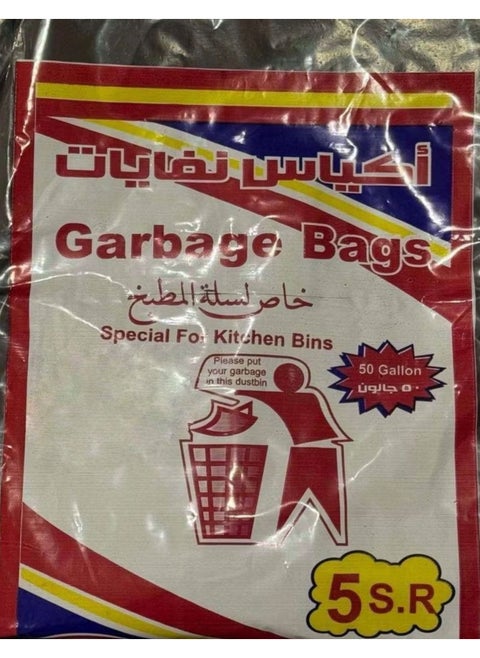 أكياس نفايات
Garbage Bags
خاص لسلة المطبخ
Special For Kitchen Bins
Please put
your garbage
in this dustbin
50 Gallon
٥٠ جالون
5 S.R